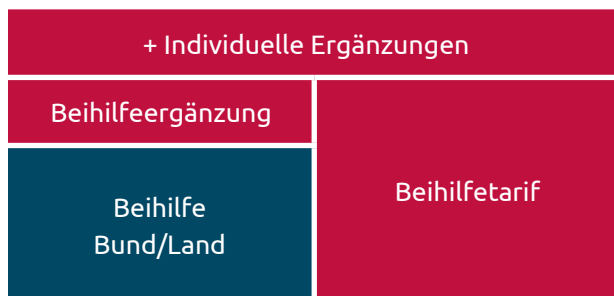 + Individuelle Ergänzungen
Beihilfeergänzung
Beihilfe
Bund/Land
Beihilfetarif